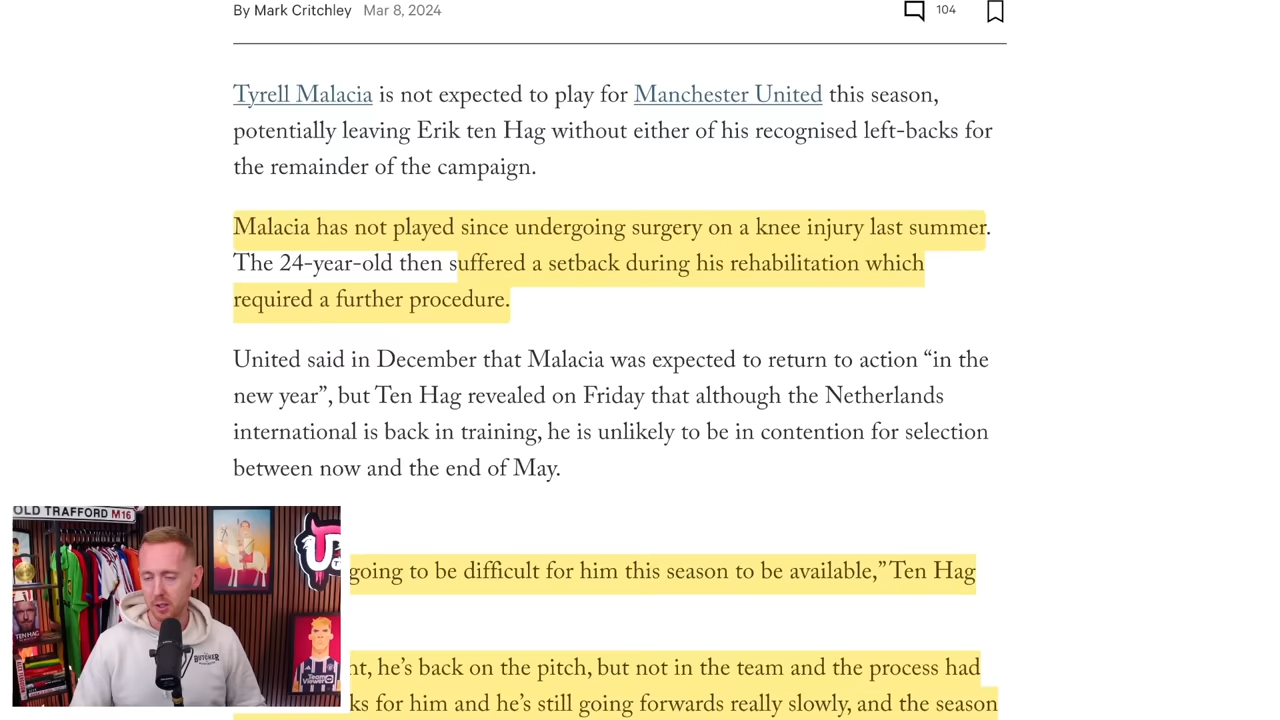 By Mark Critchley Mar 8, 2024
104
Tyrell Malacia is not expected to play for Manchester United this season,
potentially leaving Erik ten Hag without either of his recognised left-backs for
the remainder of the campaign.
Malacia has not played since undergoing surgery on a knee injury last summer.
The 24-year-old then suffered a setback during his rehabilitation which
required a further procedure.
United said in December that Malacia was expected to return to action “in the
new year”, but Ten Hag revealed on Friday that although the Netherlands
international is back in training, he is unlikely to be in contention for selection
between now and the end of May.
going to be difficult for him this season to be available,” Ten Hag
he’s back on the pitch, but not in the team and the process had
for him and he’s still going forwards really slowly, and the season
OLD TRAFFORD M16
TEN HAG
BUTCHER
Team
Viewer